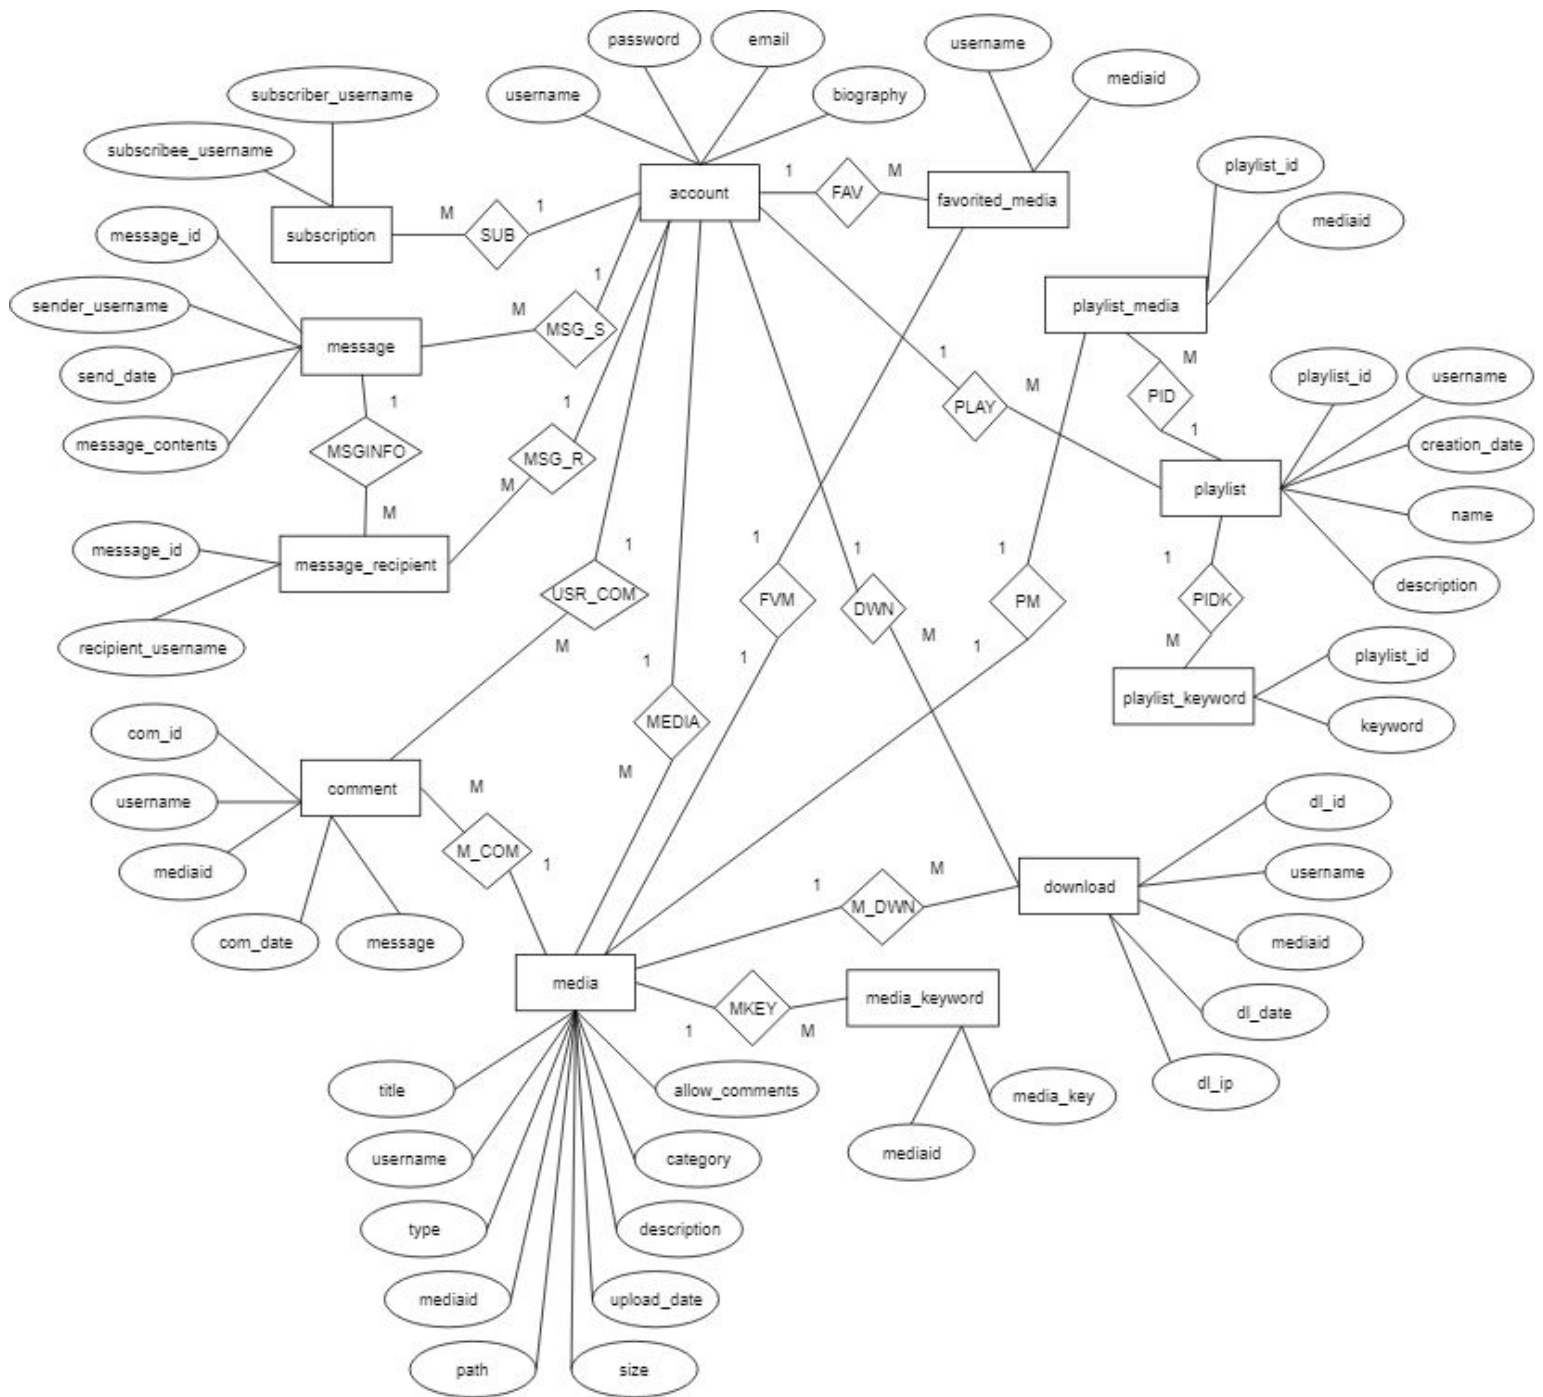 password
email
username
mediaid
subscriber_username
username
biography
subscribee_username
playlist_id
account
1
FAV
M
favorited_media
mediaid
message_id
subscription
M
SUB
1
sender_username
M
MSG_S
1
playlist_media
message
send_date
1
M
playlist_id
username
1
PLAY
M
PID
1
message_contents
MSGINFO
MSG_R
1
creation_date
M
M
playlist
name
message_id
message_recipient
1
1
1
1
1
description
USR_COM
FVM
DWN
PM
PIDK
recipient_username
M
1
1
M
1
M
playlist_id
playlist_keyword
com_id
MEDIA
keyword
username
comment
M
M
dl_id
mediaid
M_COM
1
1
M_DWN
M
download
username
com_date
message
mediaid
media
MKEY
media_keyword
dl_date
1
M
title
allow_comments
media_key
dl_ip
username
category
mediaid
type
description
mediaid
upload_date
path
size